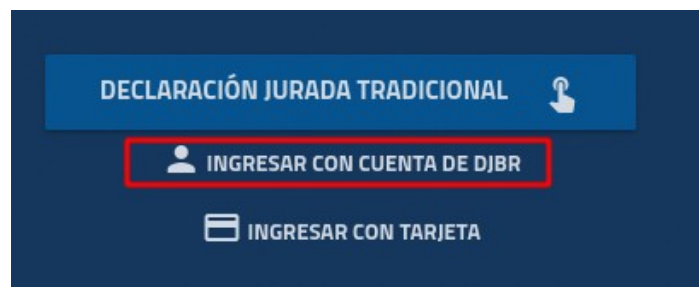 DECLARACIÓN JURADA TRADICIONAL
INGRESAR CON CUENTA DE DJBR
INGRESAR CON TARJETA